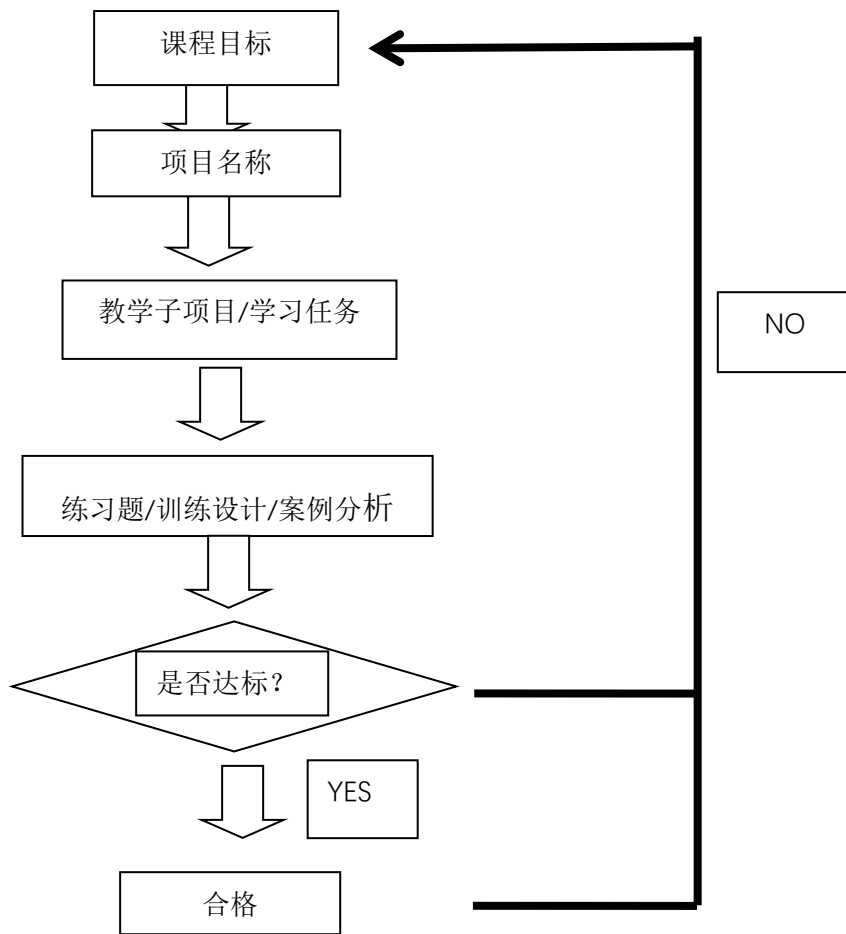 课程目标
项目名称
教学子项目/学习任务
NO
练习题/训练设计/案例分析
是否达标？
YES
合格